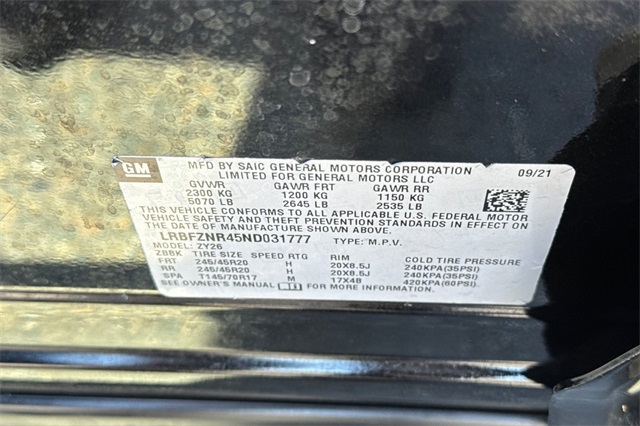 GM
MFD BY SAIC GENERAL MOTORS CORPORATION 09/21
LIMITED FOR GENERAL MOTORS LLC
GVWR GAWR FRT GAWR RR
2300 KG 1200 KG 1150 KG
5070 LB 2645 LB 2535 LB
THIS VEHICLE CONFORMS TO ALL APPLICABLE U.S. FEDERAL MOTOR
VEHICLE SAFETY AND THEFT PREVENTION STANDARDS IN EFFECT ON
THE DATE OF MANUFACTURE SHOWN ABOVE.
LRBFZNR45ND031777 TYPE: M.P.V.
MODEL: ZY26
ZBBK TIRE SIZE SPEED RTG RIM COLD TIRE PRESSURE
FRT 245/45R20 H 20X8.5J 240KPA(35PSI)
RR 245/45R20 H 20X8.5J 240KPA(35PSI)
SPA T145/70R17 M 17X4B 420KPA(60PSI)
SEE OWNER'S MANUAL FOR MORE INFORMATION.